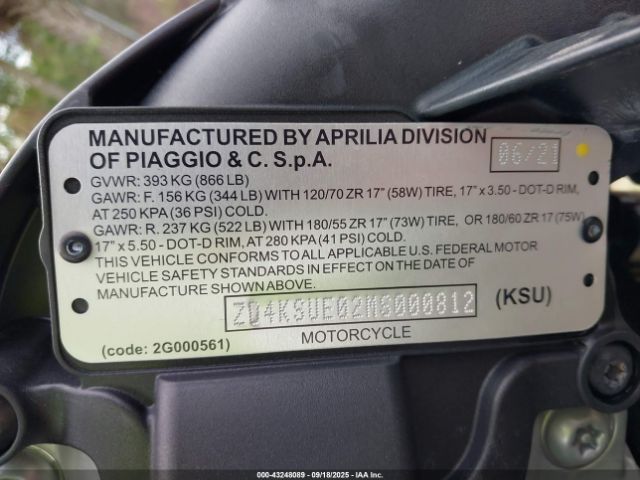 MANUFACTURED BY APRILIA DIVISION
OF PIAGGIO & C. S.p.A.
06/21
GVWR: 393 KG (866 LB)
GAWR: F. 156 KG (344 LB) WITH 120/70 ZR 17" (58W) TIRE, 17" x 3.50 - DOT-D RIM,
AT 250 KPA (36 PSI) COLD.
GAWR: R. 237 KG (522 LB) WITH 180/55 ZR 17" (73W) TIRE, OR 180/60 ZR 17 (75W)
17" x 5.50 - DOT-D RIM, AT 280 KPA (41 PSI) COLD.
THIS VEHICLE CONFORMS TO ALL APPLICABLE U.S. FEDERAL MOTOR
VEHICLE SAFETY STANDARDS IN EFFECT ON THE DATE OF
MANUFACTURE SHOWN ABOVE.
ZD4KSUE02MS000812
(KSU)
MOTORCYCLE
(code: 2G000561)
000-43248089 - 09/18/2025 - IAA Inc.